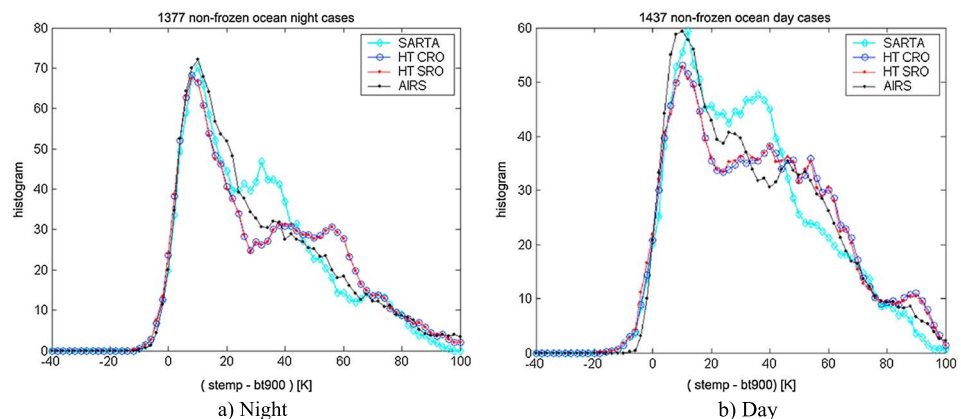 1377 non-frozen ocean night cases
80
70
60
50
40
30
20
10
0
histogram
SARTA
HT CRO
HT SRO
AIRS
-40 -20 0 20 40 60 80 100
( stemp - bt900 ) [K]
a) Night
1437 non-frozen ocean day cases
60
50
40
30
20
10
0
histogram
SARTA
HT CRO
HT SRO
AIRS
-40 -20 0 20 40 60 80 100
(stemp - bt900) [K]
b) Day